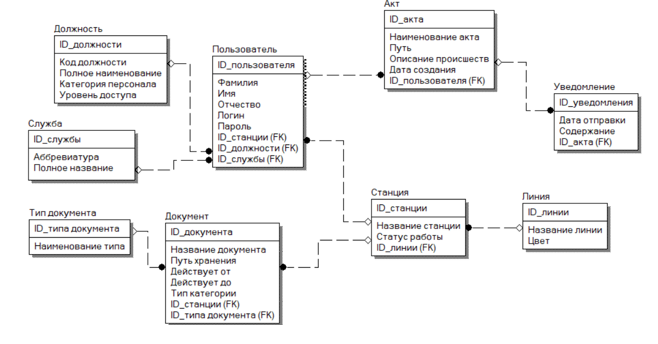 Акт
ID_акта
Наименование акта
Путь
Описание происшеств
Дата создания
ID_пользователя (FK)
Должность
ID_должности
Код должности
Полное наименование
Категория персонала
Уровень доступа
Пользователь
ID_пользователя
Фамилия
Имя
Отчество
Логин
Пароль
ID_станции (FK)
ID_должности (FK)
ID_службы (FK)
Уведомление
ID_уведомления
Дата отправки
Содержание
ID_акта (FK)
Служба
ID_службы
Аббревиатура
Полное название
Станция
ID_станции
Название станции
Статус работы
ID_линии (FK)
Линия
ID_линии
Название линии
Цвет
Тип документа
ID_типа документа
Наименование типа
Документ
ID_документа
Название документа
Путь хранения
Действует от
Действует до
Тип категории
ID_станции (FK)
ID_типа документа (FK)